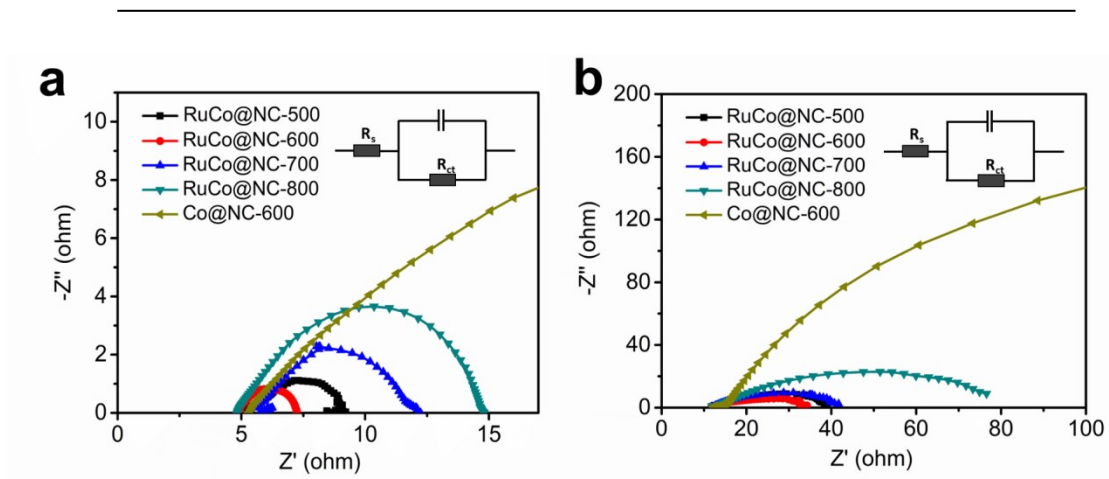 a
10
8
6
4
2
0
-Z" (ohm)
RuCo@NC-500
RuCo@NC-600
RuCo@NC-700
RuCo@NC-800
Co@NC-600
Rs
Rct
0
5
10
15
Z' (ohm)
b
200
160
120
80
40
0
-Z" (ohm)
RuCo@NC-500
RuCo@NC-600
RuCo@NC-700
RuCo@NC-800
Co@NC-600
Rs
Rct
0
20
40
60
80
100
Z' (ohm)